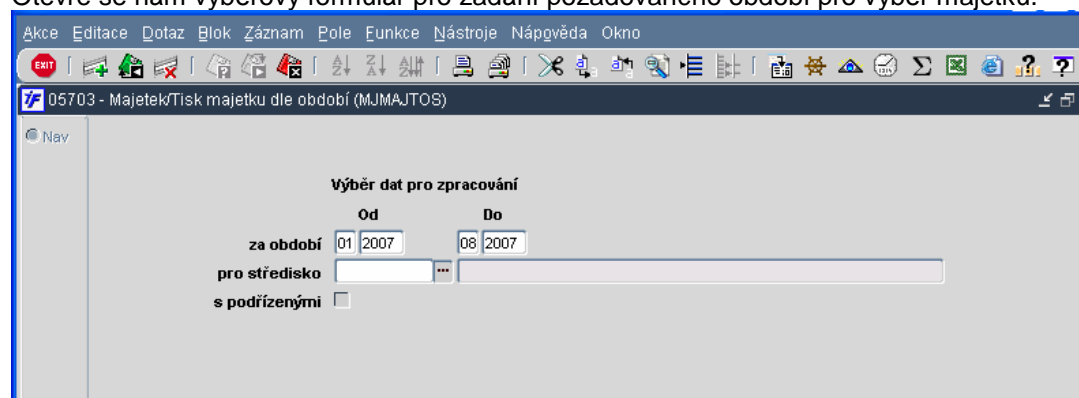 Otevře se nám výběrový formulář pro zadání požadovaného období pro výběr majetku.
Akce Editace Dotaz Blok Záznam Pole Funkce Nástroje Nápověda Okno
EXIT
05703 - Majetek/Tisk majetku dle období (MJMAJTOS)
Nav
Výběr dat pro zpracování
Od Do
za období 01 2007 08 2007
pro středisko ...
s podřízenými